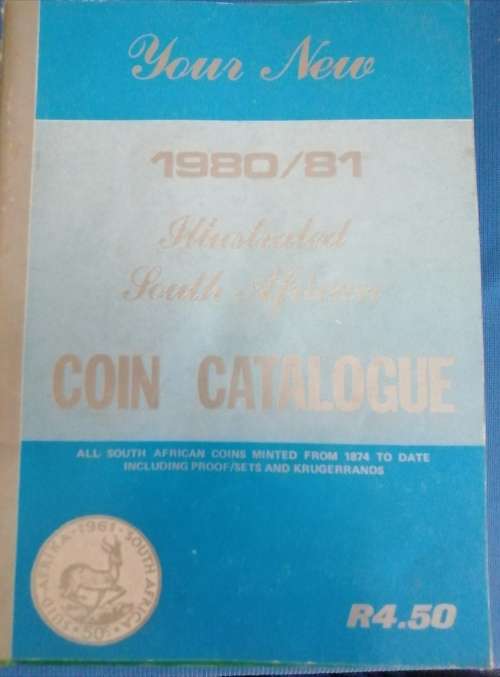 Your New
1980/81
Illustrated
South African
COIN CATALOGUE
ALL SOUTH AFRICAN COINS MINTED FROM 1874 TO DATE
INCLUDING PROOF/SETS AND KRUGERRANDS
SUID-AFRIKA·1961·SOUTH AFRICA
50c
R4.50